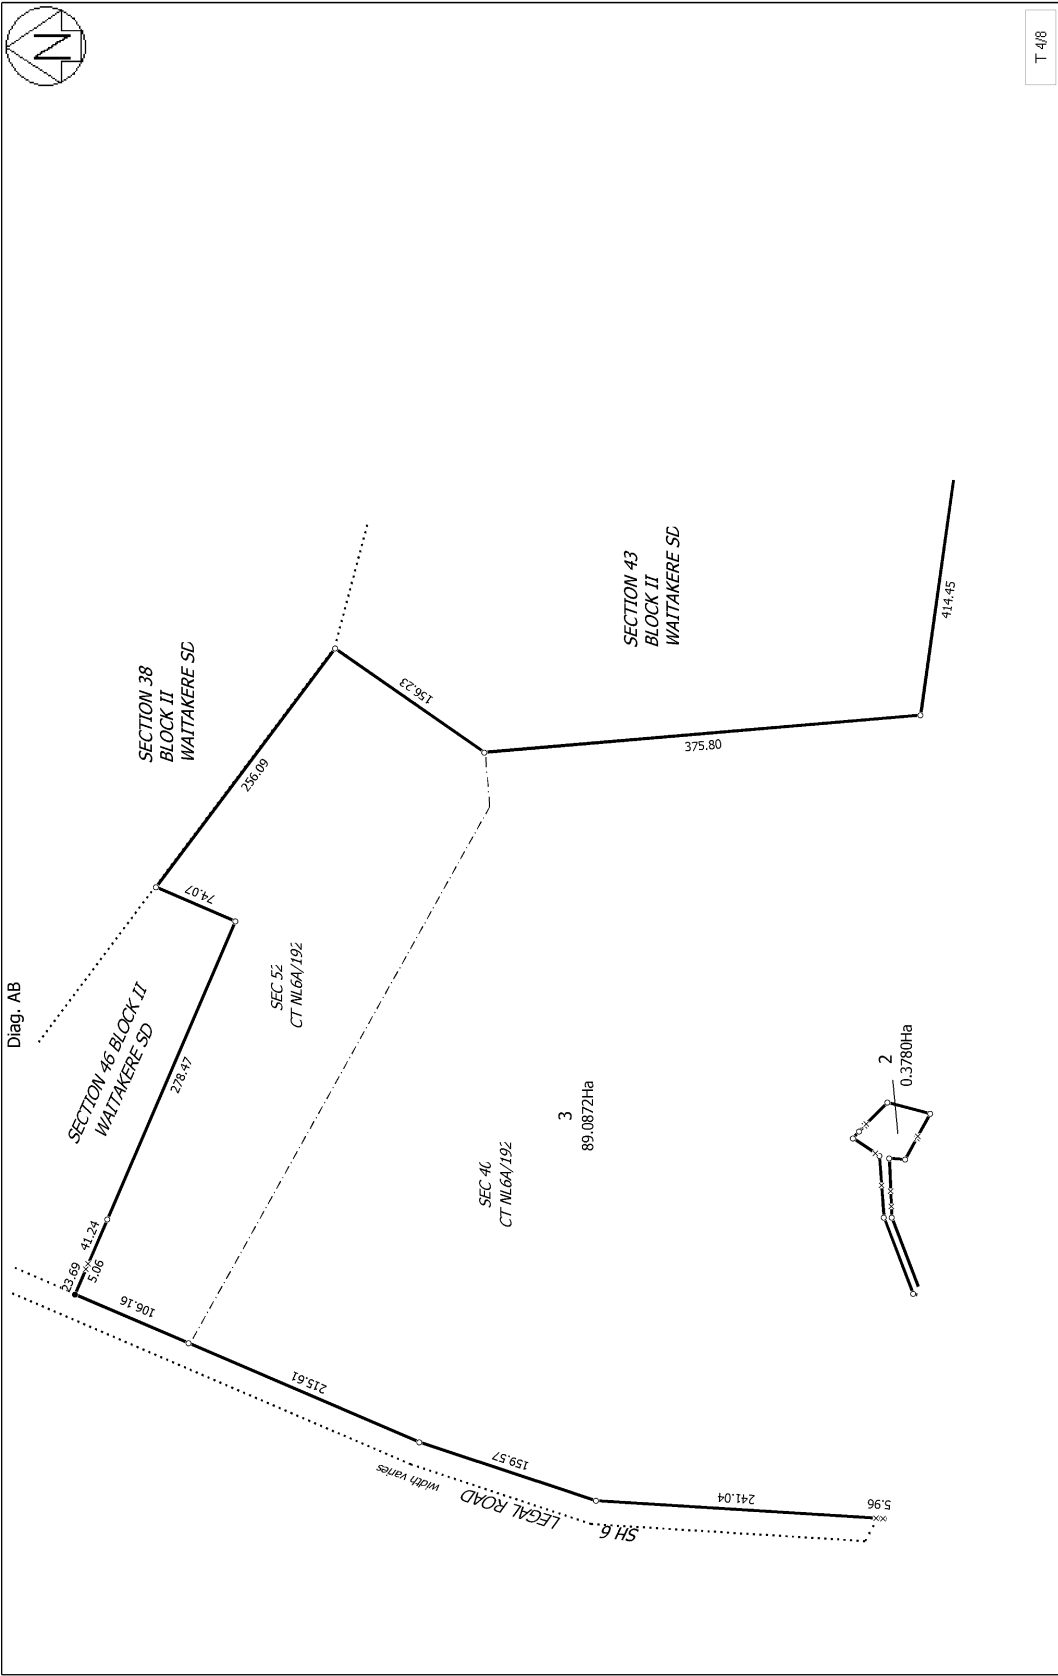 Diag. AB
N
T 4/8
SECTION 38
BLOCK II
WAITAKERE SD
SECTION 43
BLOCK II
WAITAKERE SD
SECTION 46 BLOCK II
WAITAKERE SD
256.09
156.23
375.80
414.45
74.07
278.47
SEC 52
CT NL6A/192
41.24
5.06
23.69
106.16
215.61
159.57
241.04
5.96
SEC 40
CT NL6A/192
3
89.0872Ha
2
0.3780Ha
width varies
LEGAL ROAD
SH 6